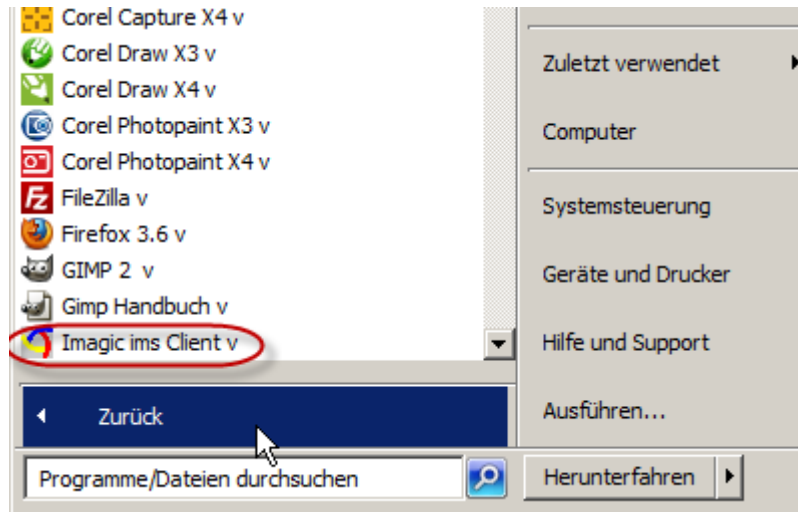 Corel Capture X4 v
Corel Draw X3 v
Corel Draw X4 v
Corel Photopaint X3 v
Corel Photopaint X4 v
FileZilla v
Firefox 3.6 v
GIMP 2 v
Gimp Handbuch v
Imagic ims Client v
Zurück
Programme/Dateien durchsuchen
Zuletzt verwendet
Computer
Systemsteuerung
Geräte und Drucker
Hilfe und Support
Ausführen...
Herunterfahren